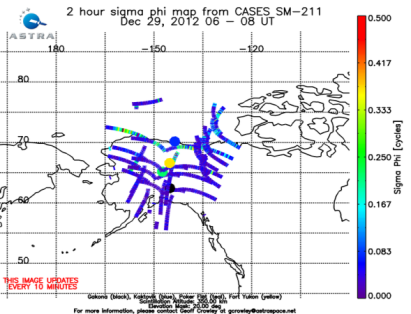 2 hour sigma phi map from CASES SM-211
Dec 29, 2012 06 - 08 UT
ASTRA
180 -150 -120
80
70
60
50
0.500
0.417
0.333
0.250
0.167
0.083
0.000
Sigma Phi [cycles]
THIS IMAGE UPDATES
EVERY 10 MINUTES
Gakona (black), Kaktovik (blue), Poker Flat (teal), Fort Yukon (yellow)
Scintillation Altitude: 350.00 km
Elevation Mask: 20.00 deg
For more information, please contact Geoff Crowley at gcrowley@astraspace.net